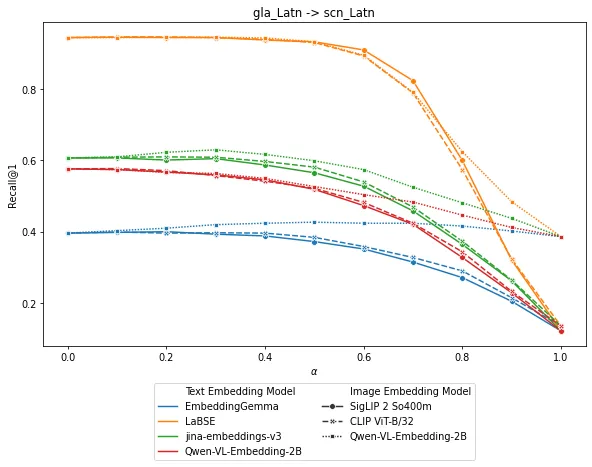 gla_Latn -> scn_Latn
Recall@1
0.8
0.6
0.4
0.2
0.0 0.2 0.4 0.6 0.8 1.0
α
Text Embedding Model Image Embedding Model
EmbeddingGemma SigLIP 2 So400m
LaBSE CLIP ViT-B/32
jina-embeddings-v3 Qwen-VL-Embedding-2B
Qwen-VL-Embedding-2B